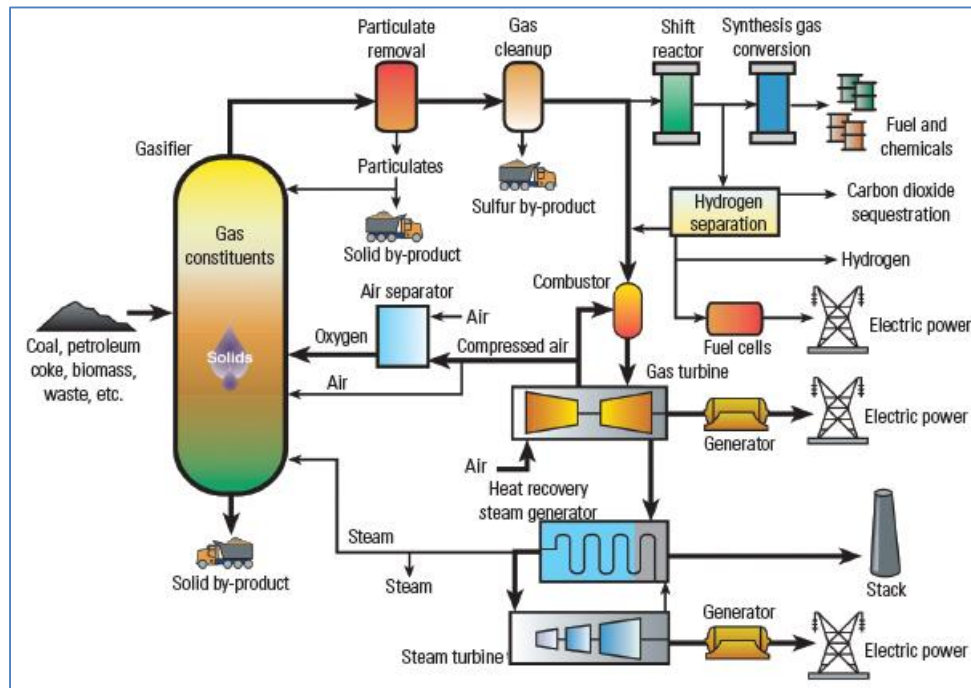 Particulate
removal
Gas
cleanup
Shift
reactor
Synthesis gas
conversion
Fuel and
chemicals
Gasifier
Particulates
Solid by-product
Sulfur by-product
Hydrogen
separation
Carbon dioxide
sequestration
Hydrogen
Gas
constituents
Air separator
Air
Combustor
Fuel cells
Electric power
Coal, petroleum
coke, biomass,
waste, etc.
Solids
Oxygen
Compressed air
Air
Gas turbine
Generator
Electric power
Air
Heat recovery
steam generator
Steam
Steam
Solid by-product
Stack
Steam turbine
Generator
Electric power